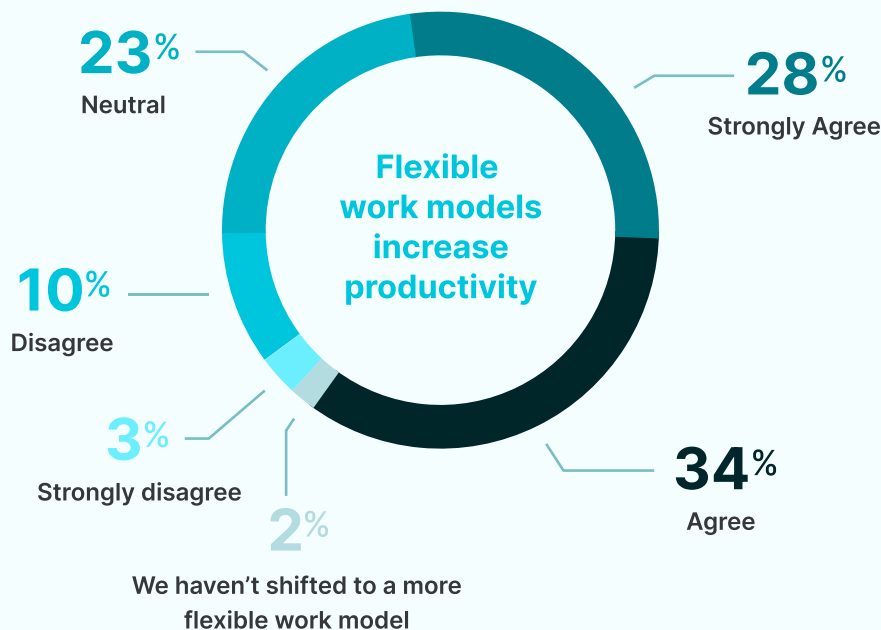 Flexible
work models
increase
productivity
28%
Strongly Agree
34%
Agree
2%
We haven’t shifted to a more
flexible work model
3%
Strongly disagree
10%
Disagree
23%
Neutral